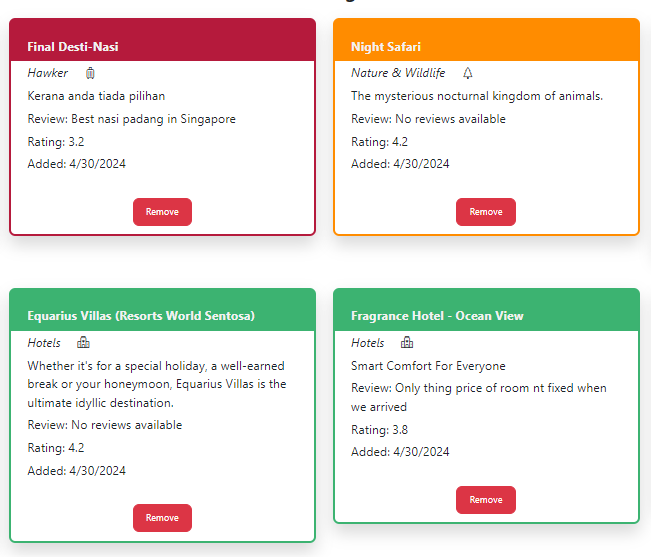 Final Desti-Nasi
Hawker
Kerana anda tiada pilihan
Review: Best nasi padang in Singapore
Rating: 3.2
Added: 4/30/2024
Remove
Night Safari
Nature & Wildlife
The mysterious nocturnal kingdom of animals.
Review: No reviews available
Rating: 4.2
Added: 4/30/2024
Remove
Equarius Villas (Resorts World Sentosa)
Hotels
Whether it's for a special holiday, a well-earned
break or your honeymoon, Equarius Villas is the
ultimate idyllic destination.
Review: No reviews available
Rating: 4.2
Added: 4/30/2024
Remove
Fragrance Hotel - Ocean View
Hotels
Smart Comfort For Everyone
Review: Only thing price of room nt fixed when
we arrived
Rating: 3.8
Added: 4/30/2024
Remove